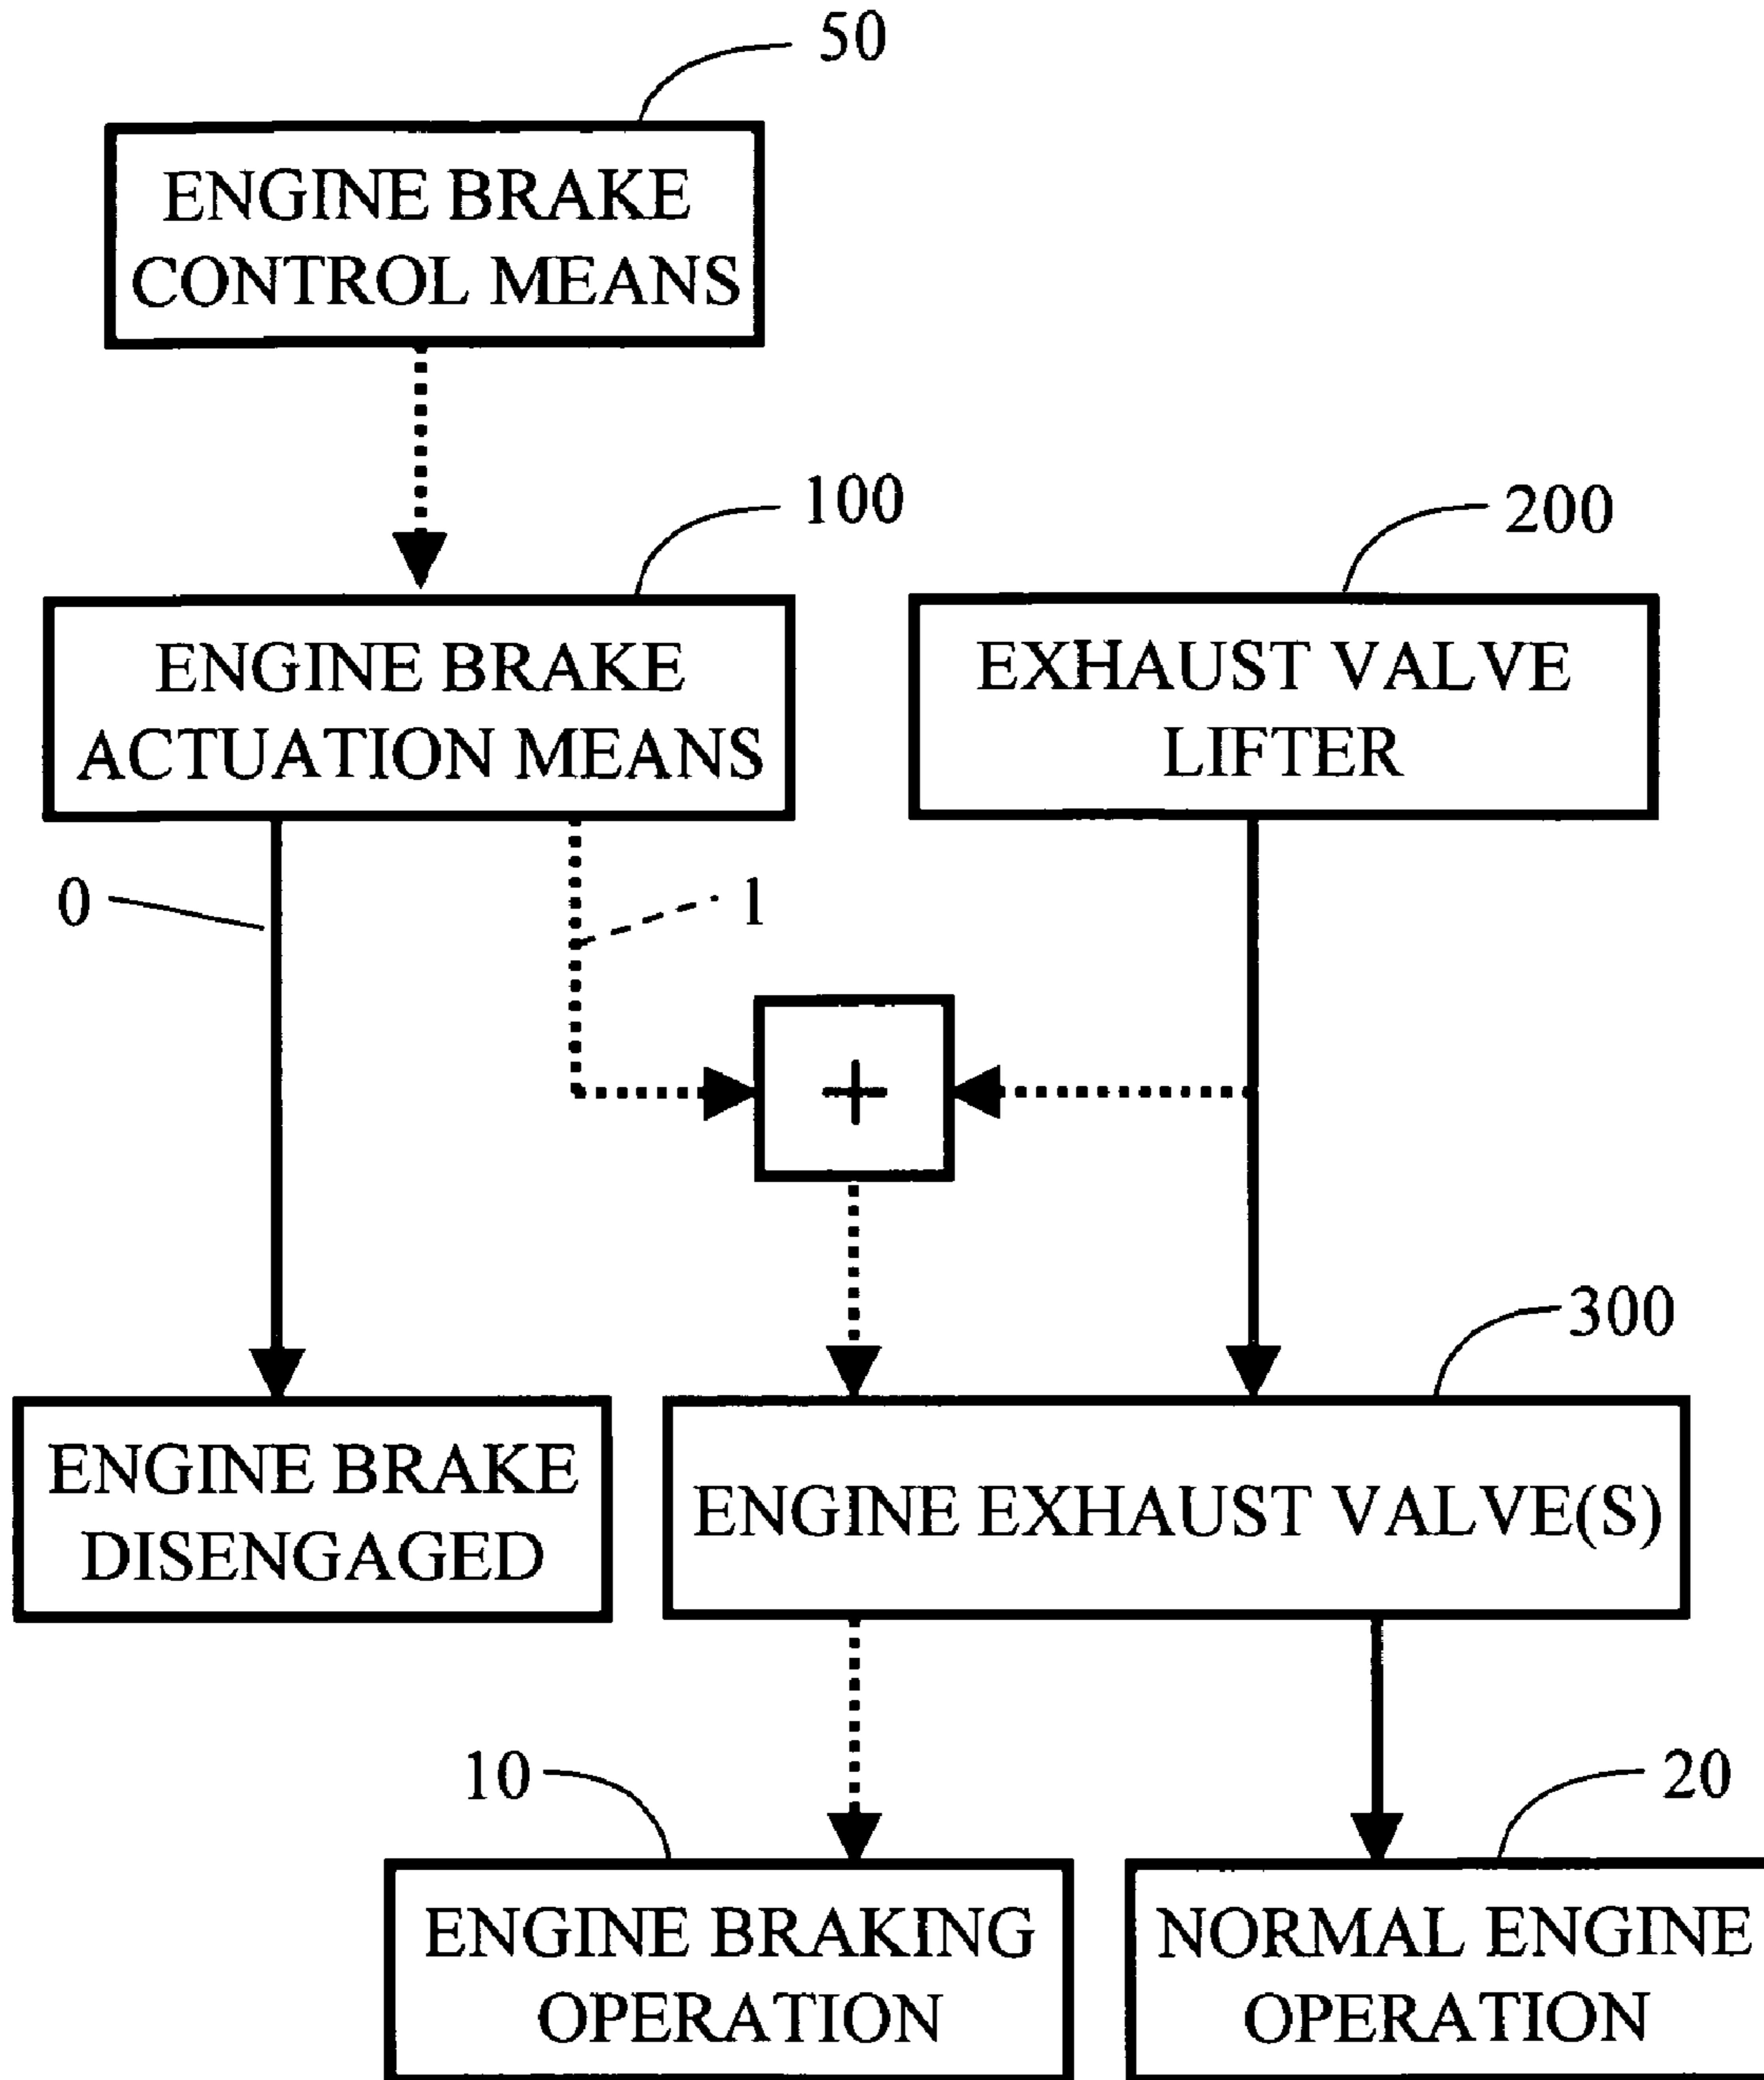 50
ENGINE BRAKE
CONTROL MEANS
100
200
ENGINE BRAKE
ACTUATION MEANS
EXHAUST VALVE
LIFTER
0
1
+
300
ENGINE BRAKE
DISENGAGED
ENGINE EXHAUST VALVE(S)
10
20
ENGINE BRAKING
OPERATION
NORMAL ENGINE
OPERATION